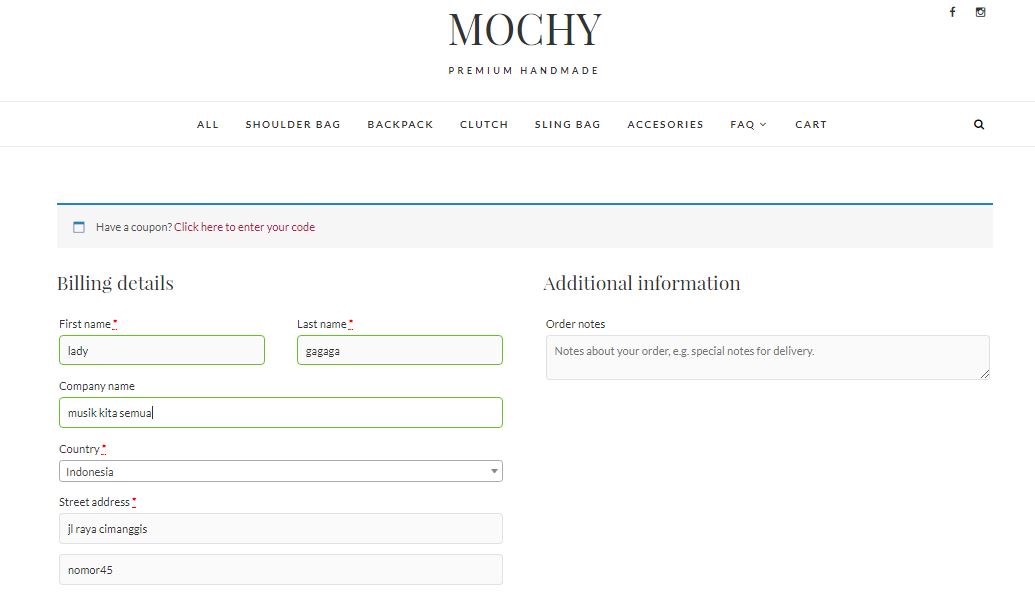 MOCHY
PREMIUM HANDMADE
ALL SHOULDER BAG BACKPACK CLUTCH SLING BAG ACCESORIES FAQ CART
Have a coupon? Click here to enter your code
Billing details
First name *
lady
Last name *
gagaga
Company name
musik kita semua
Country *
Indonesia
Street address *
jl raya cimanggis
nomor45
Additional information
Order notes
Notes about your order, e.g. special notes for delivery.